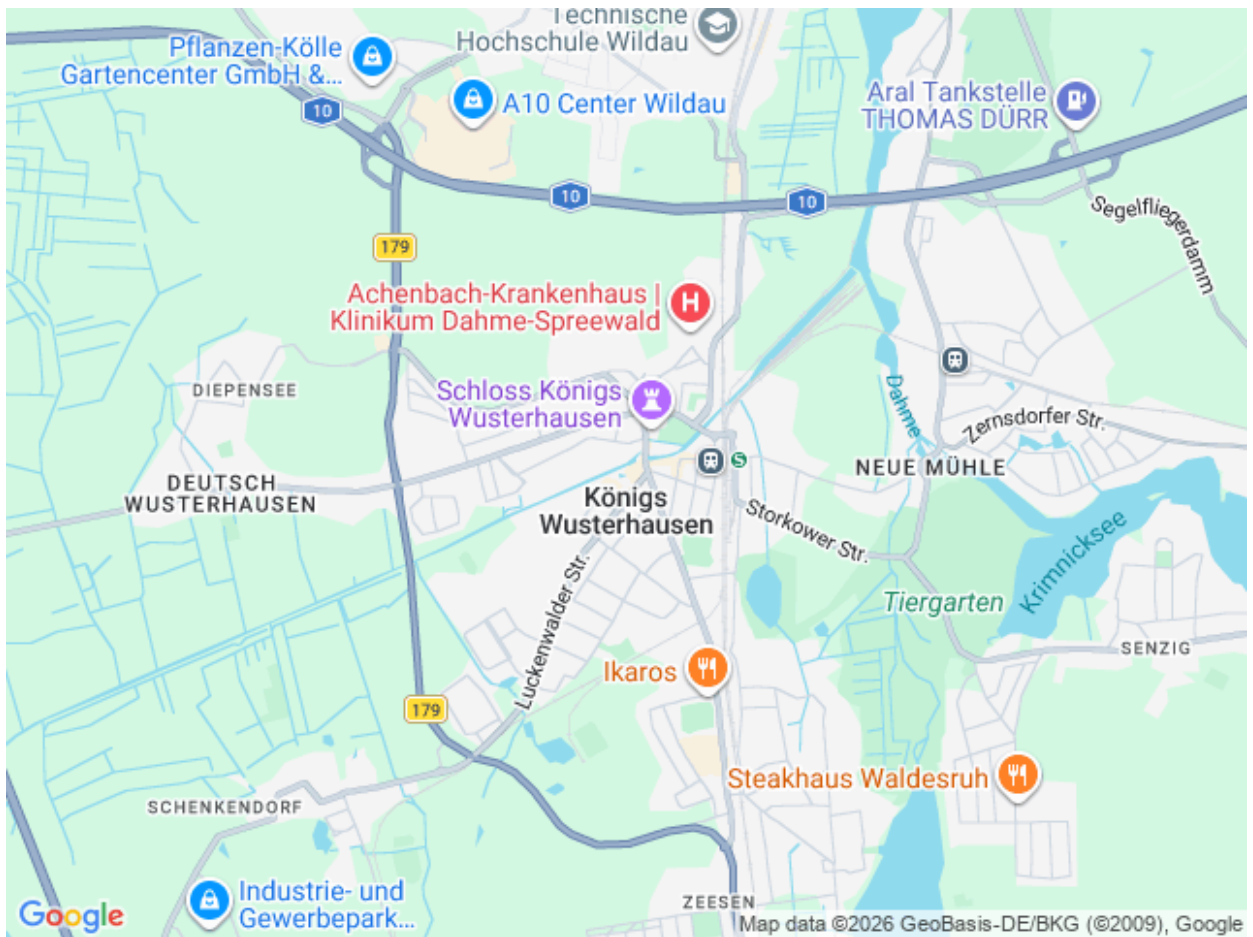 Technische
Hochschule Wildau
Pflanzen-Kölle
Gartencenter GmbH &...
A10 Center Wildau
Aral Tankstelle
THOMAS DÜRR
10
10
10
Segelfliegerdamm
179
Achenbach-Krankenhaus |
Klinikum Dahme-Spreewald
H
DIEPENSEE
Schloss Königs
Wusterhausen
Dahme
Zernsdorfer Str.
S
NEUE MÜHLE
DEUTSCH
WUSTERHAUSEN
Königs
Wusterhausen
Storkower Str.
Krimnicksee
Luckenwalder Str.
Tiergarten
SENZIG
Ikaros
179
Steakhaus Waldesruh
SCHENKENDORF
Industrie- und
Gewerbepark...
ZEESEN
Google
Map data ©2026 GeoBasis-DE/BKG (©2009), Google